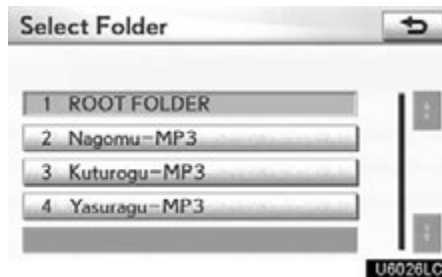 Select Folder
1 ROOT FOLDER
2 Nagomu-MP3
3 Kuturogu-MP3
4 Yasuragu-MP3
U6026LC